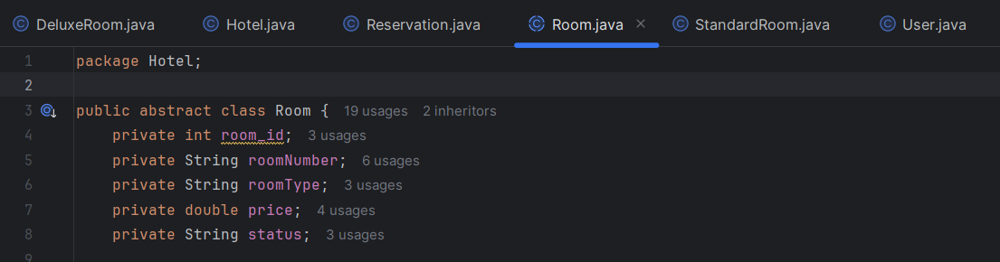 DeluxeRoom.java Hotel.java Reservation.java Room.java StandardRoom.java User.java
1 package Hotel;
2
3 public abstract class Room { 19 usages 2 inheritors
4 private int room_id; 3 usages
5 private String roomNumber; 6 usages
6 private String roomType; 3 usages
7 private double price; 4 usages
8 private String status; 3 usages
9